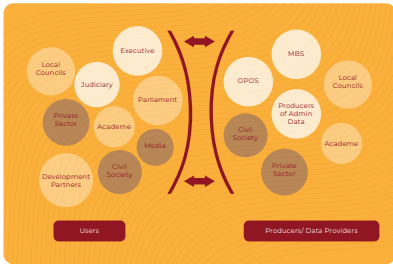 Executive
Local
Councils
Judiciary
Parliament
Private
Sector
Academe
Media
Civil
Society
Development
Partners
Users
MBS
OPOS
Local
Councils
Producers
of Admin
Data
Civil
Society
Academe
Private
Sector
Producers/ Data Providers